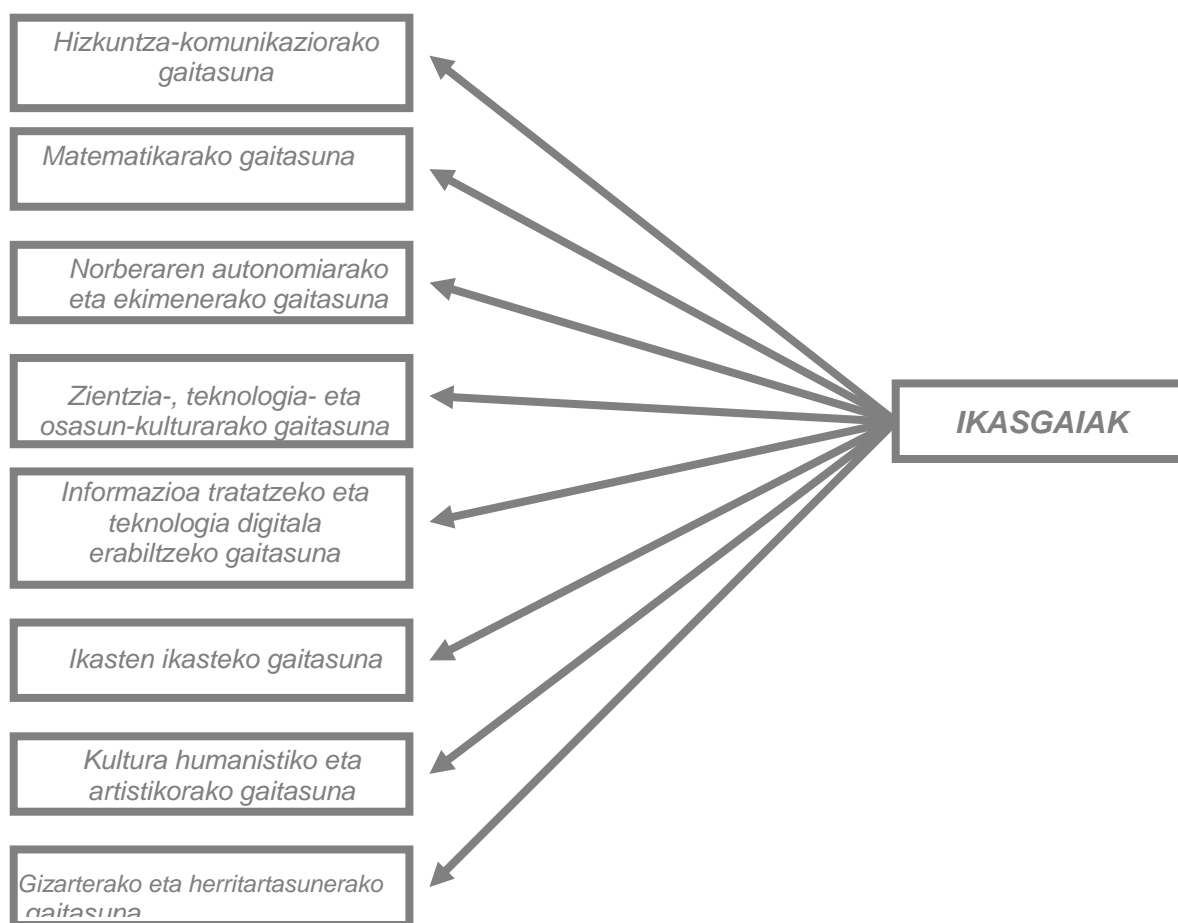 Hizkuntza-komunikaziorako
gaitasuna
Matematikarako gaitasuna
Norberaren autonomiarako
eta ekimenerako gaitasuna
Zientzia-, teknologia- eta
osasun-kulturarako gaitasuna
Informazioa tratatzeko eta
teknologia digitala
erabiltzeko gaitasuna
Ikasten ikasteko gaitasuna
Kultura humanistiko eta
artistikorako gaitasuna
Gizarterako eta herritartasunerako
gaitasuna
IKASGAIAK